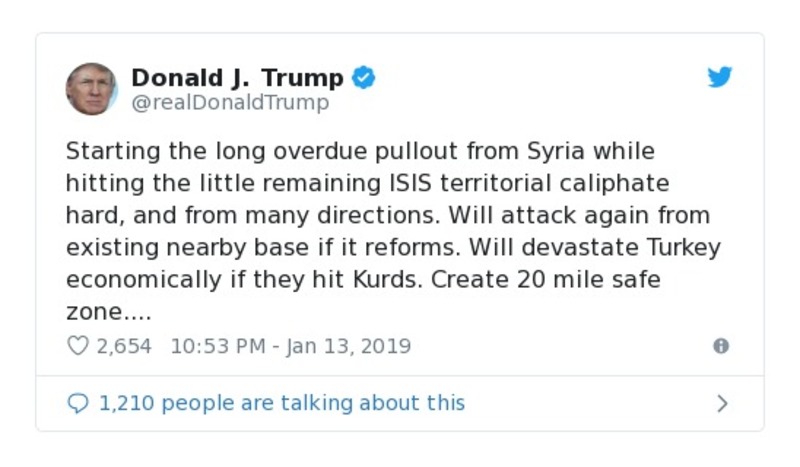 Donald J. Trump
@realDonaldTrump
Starting the long overdue pullout from Syria while
hitting the little remaining ISIS territorial caliphate
hard, and from many directions. Will attack again from
existing nearby base if it reforms. Will devastate Turkey
economically if they hit Kurds. Create 20 mile safe
zone....
2,654 10:53 PM - Jan 13, 2019
1,210 people are talking about this